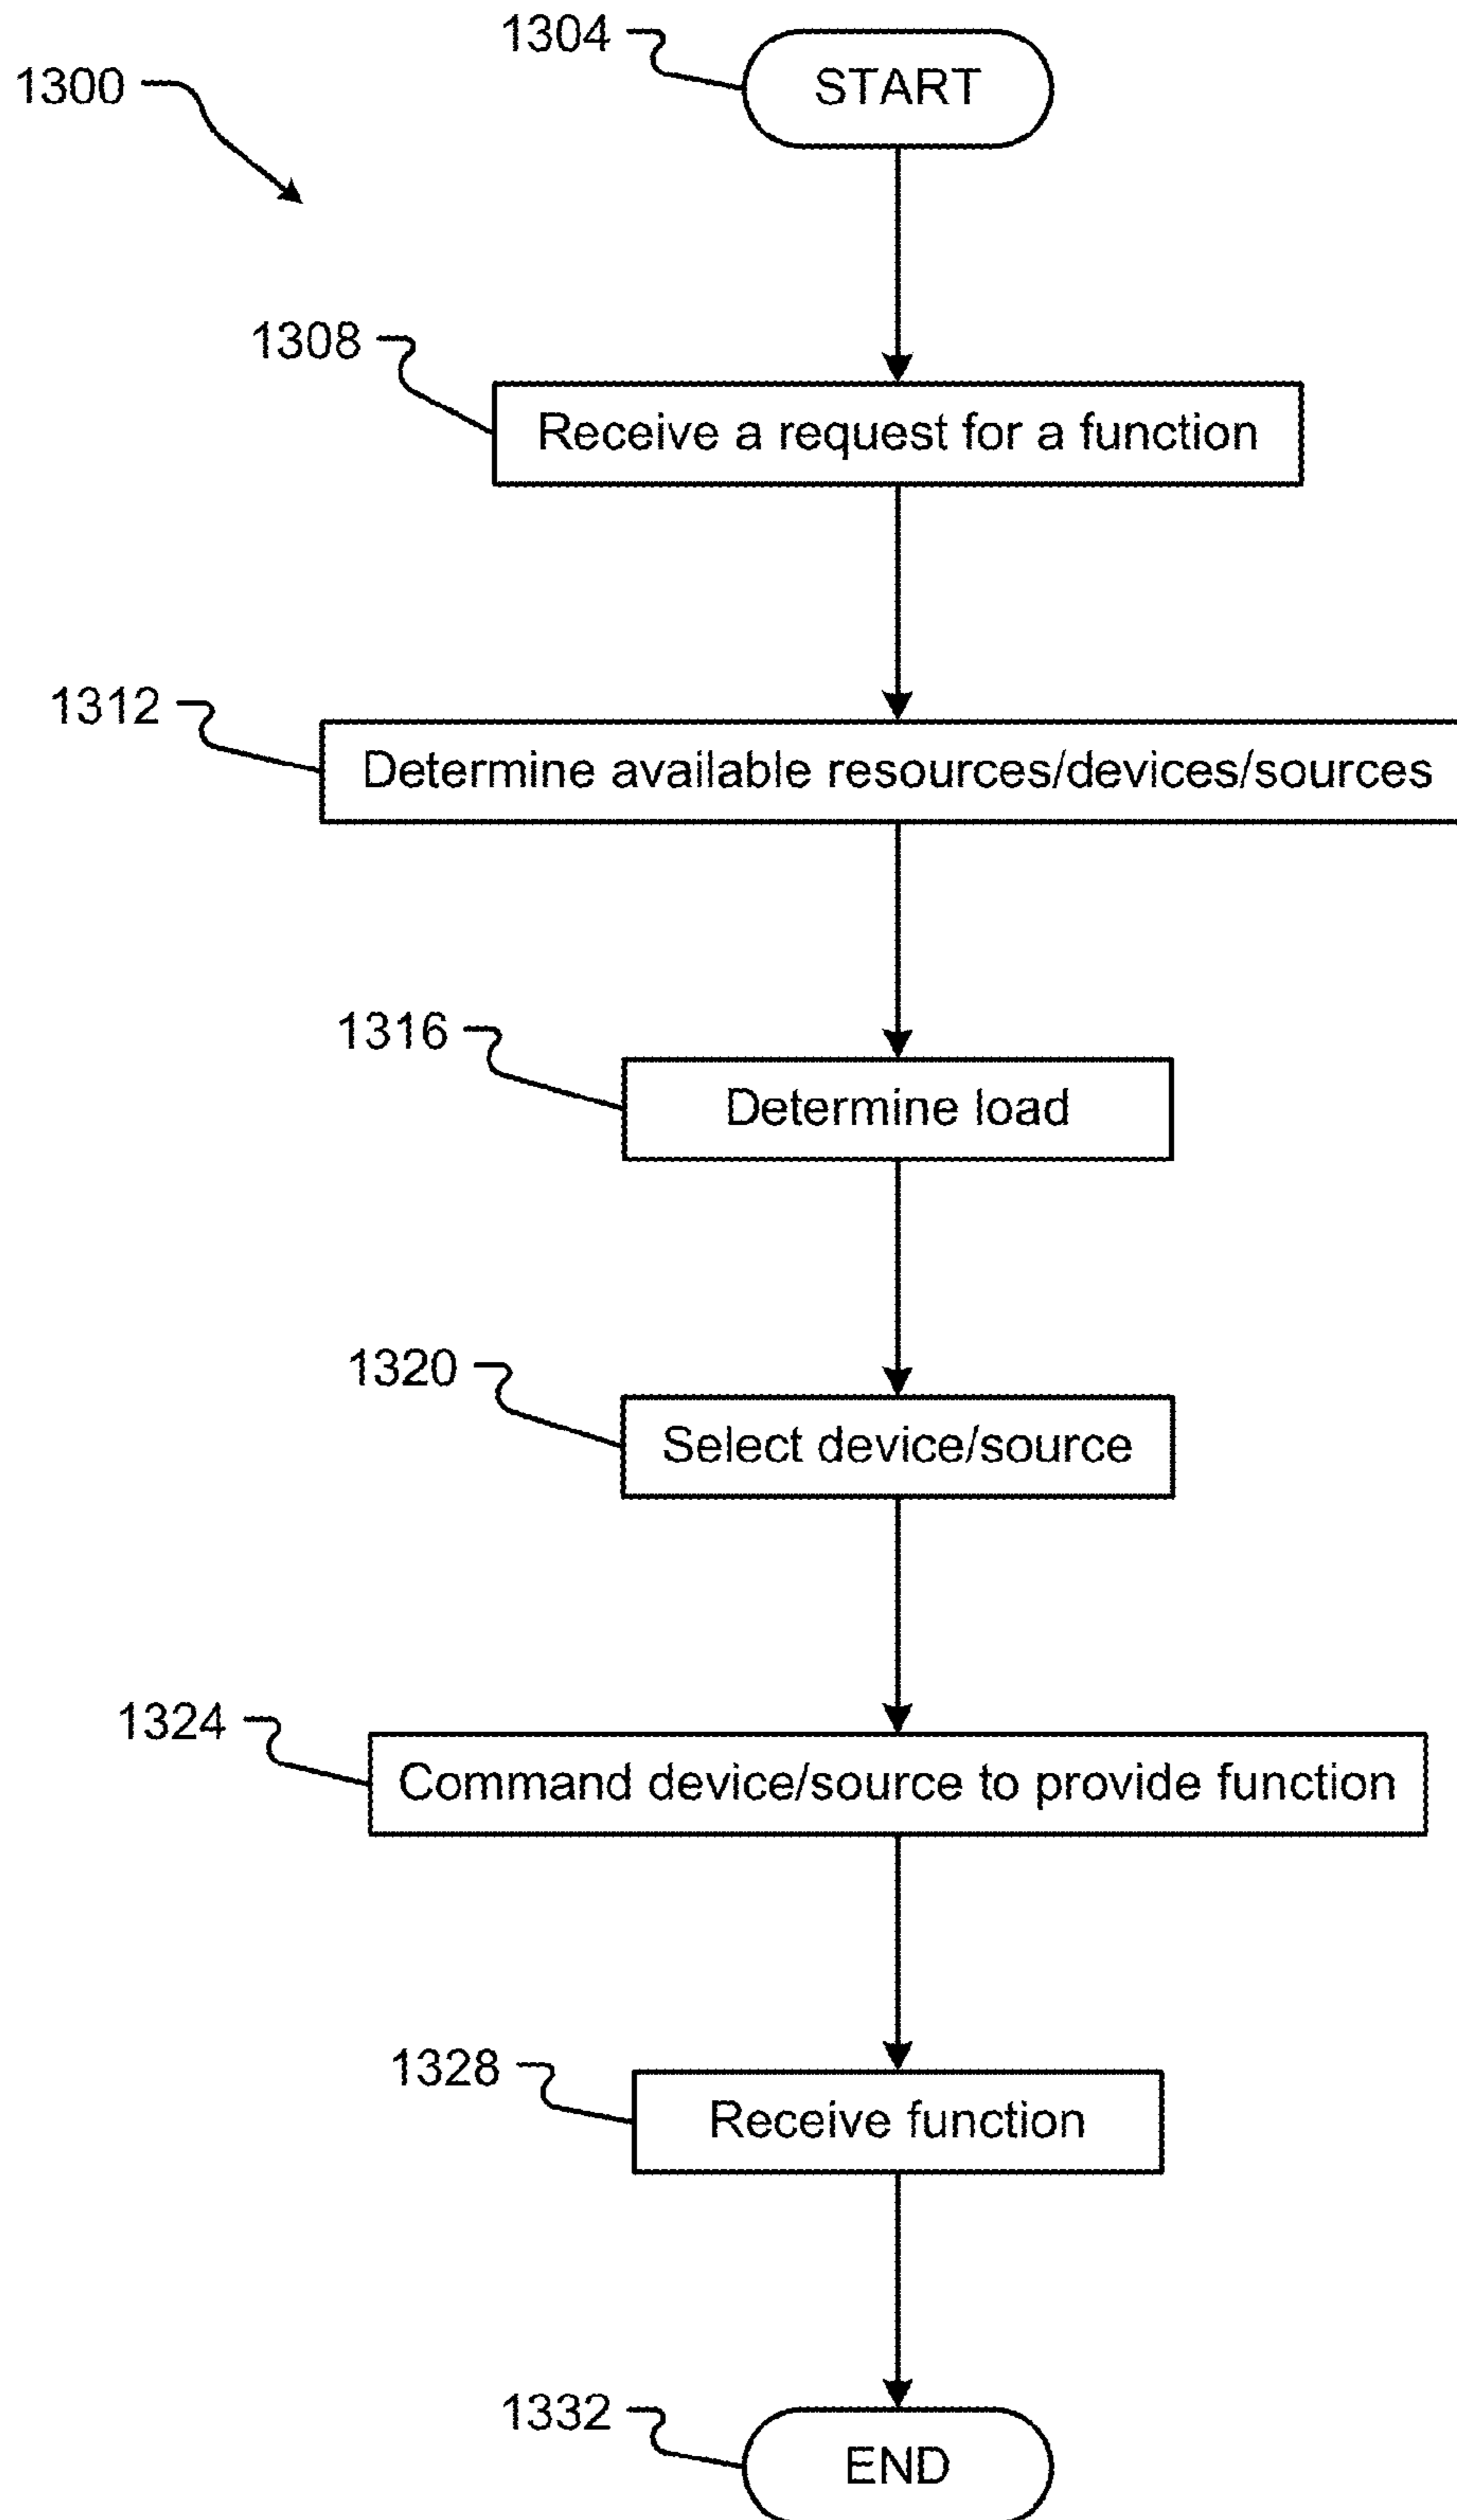 1304
START
1300
1308
Receive a request for a function
1312
Determine available resources/devices/sources
1316
Determine load
1320
Select device/source
1324
Command device/source to provide function
1328
Receive function
1332
END